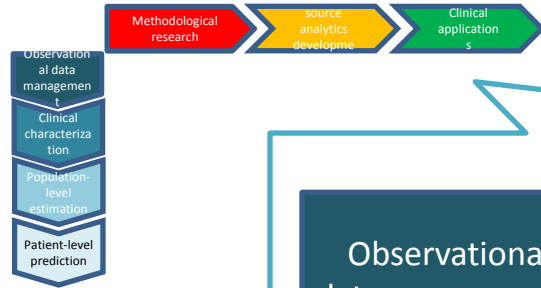 Methodological
research
source
analytics
developme
Clinical
application
s
Observation
al data
managemen
t
Clinical
characteriza
tion
Population-
level
estimation
Patient-level
prediction
Observationa